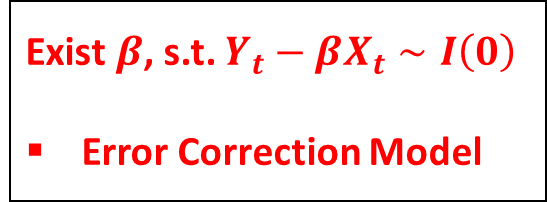 Exist β, s.t. Yₜ − βXₜ ~ I(0)
▪ Error Correction Model